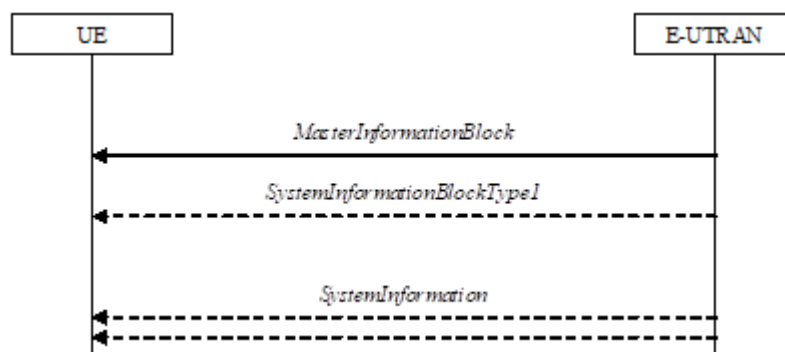 UE
E-UTRAN
MasterInformationBlock
SystemInformationBlockType1
SystemInformation